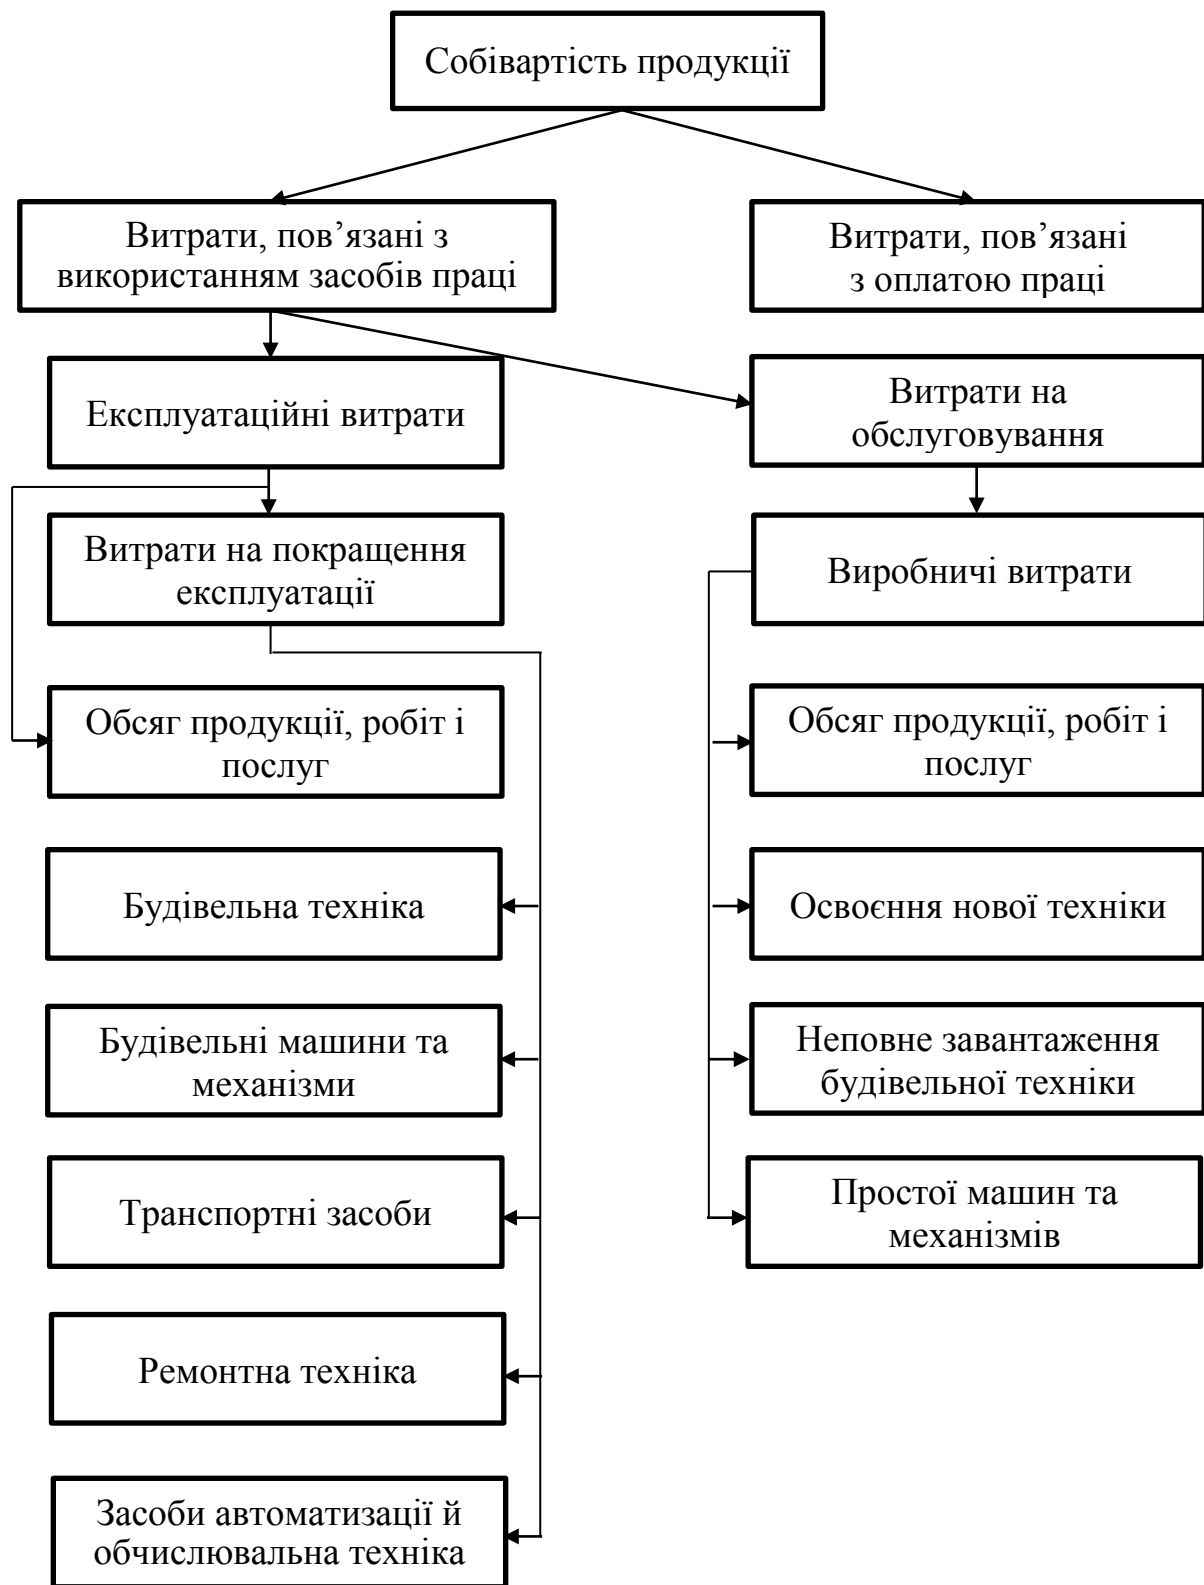 Собівартість продукції
Витрати, пов’язані з
використанням засобів праці
Витрати, пов’язані
з оплатою праці
Експлуатаційні витрати
Витрати на
обслуговування
Витрати на покращення
експлуатації
Виробничі витрати
Обсяг продукції, робіт і
послуг
Обсяг продукції, робіт і
послуг
Будівельна техніка
Освоєння нової техніки
Будівельні машини та
механізми
Неповне завантаження
будівельної техніки
Транспортні засоби
Простої машин та
механізмів
Ремонтна техніка
Засоби автоматизації й
обчислювальна техніка